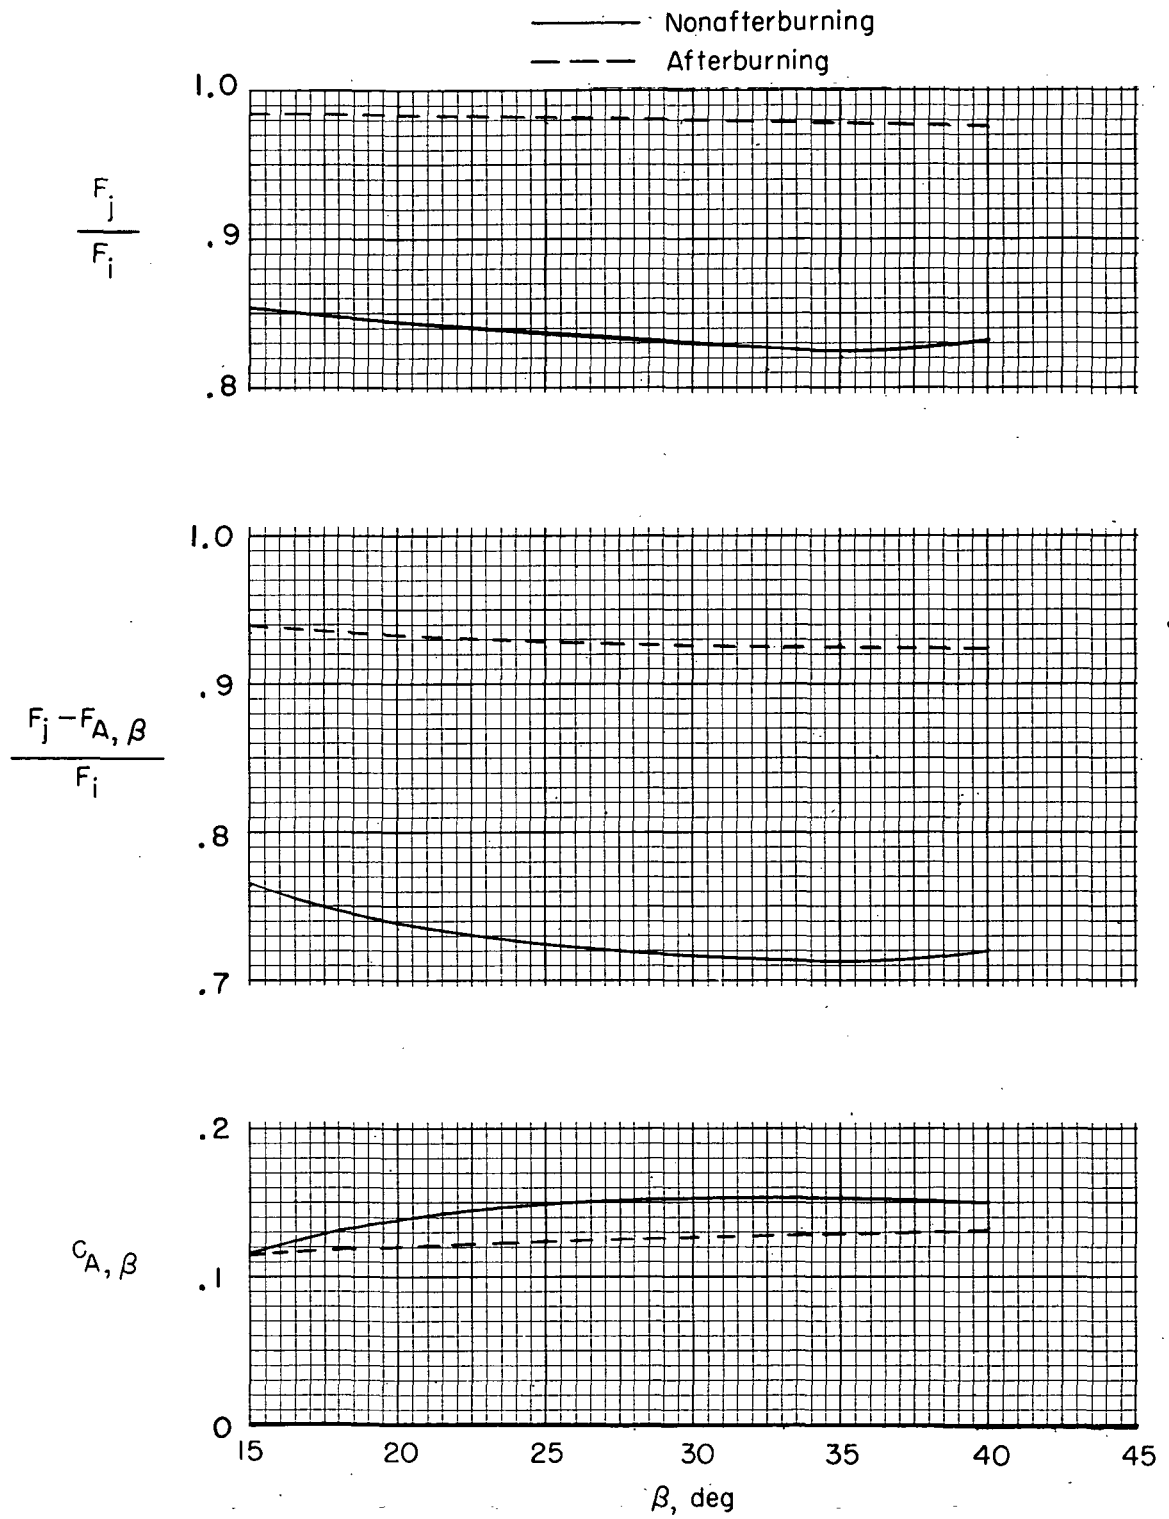 Nonafterburning
Afterburning
1.0
.9
.8
F_j
F_i
1.0
.9
.8
.7
F_j – F_A, β
F_i
.2
.1
0
C_A, β
15 20 25 30 35 40 45
β, deg